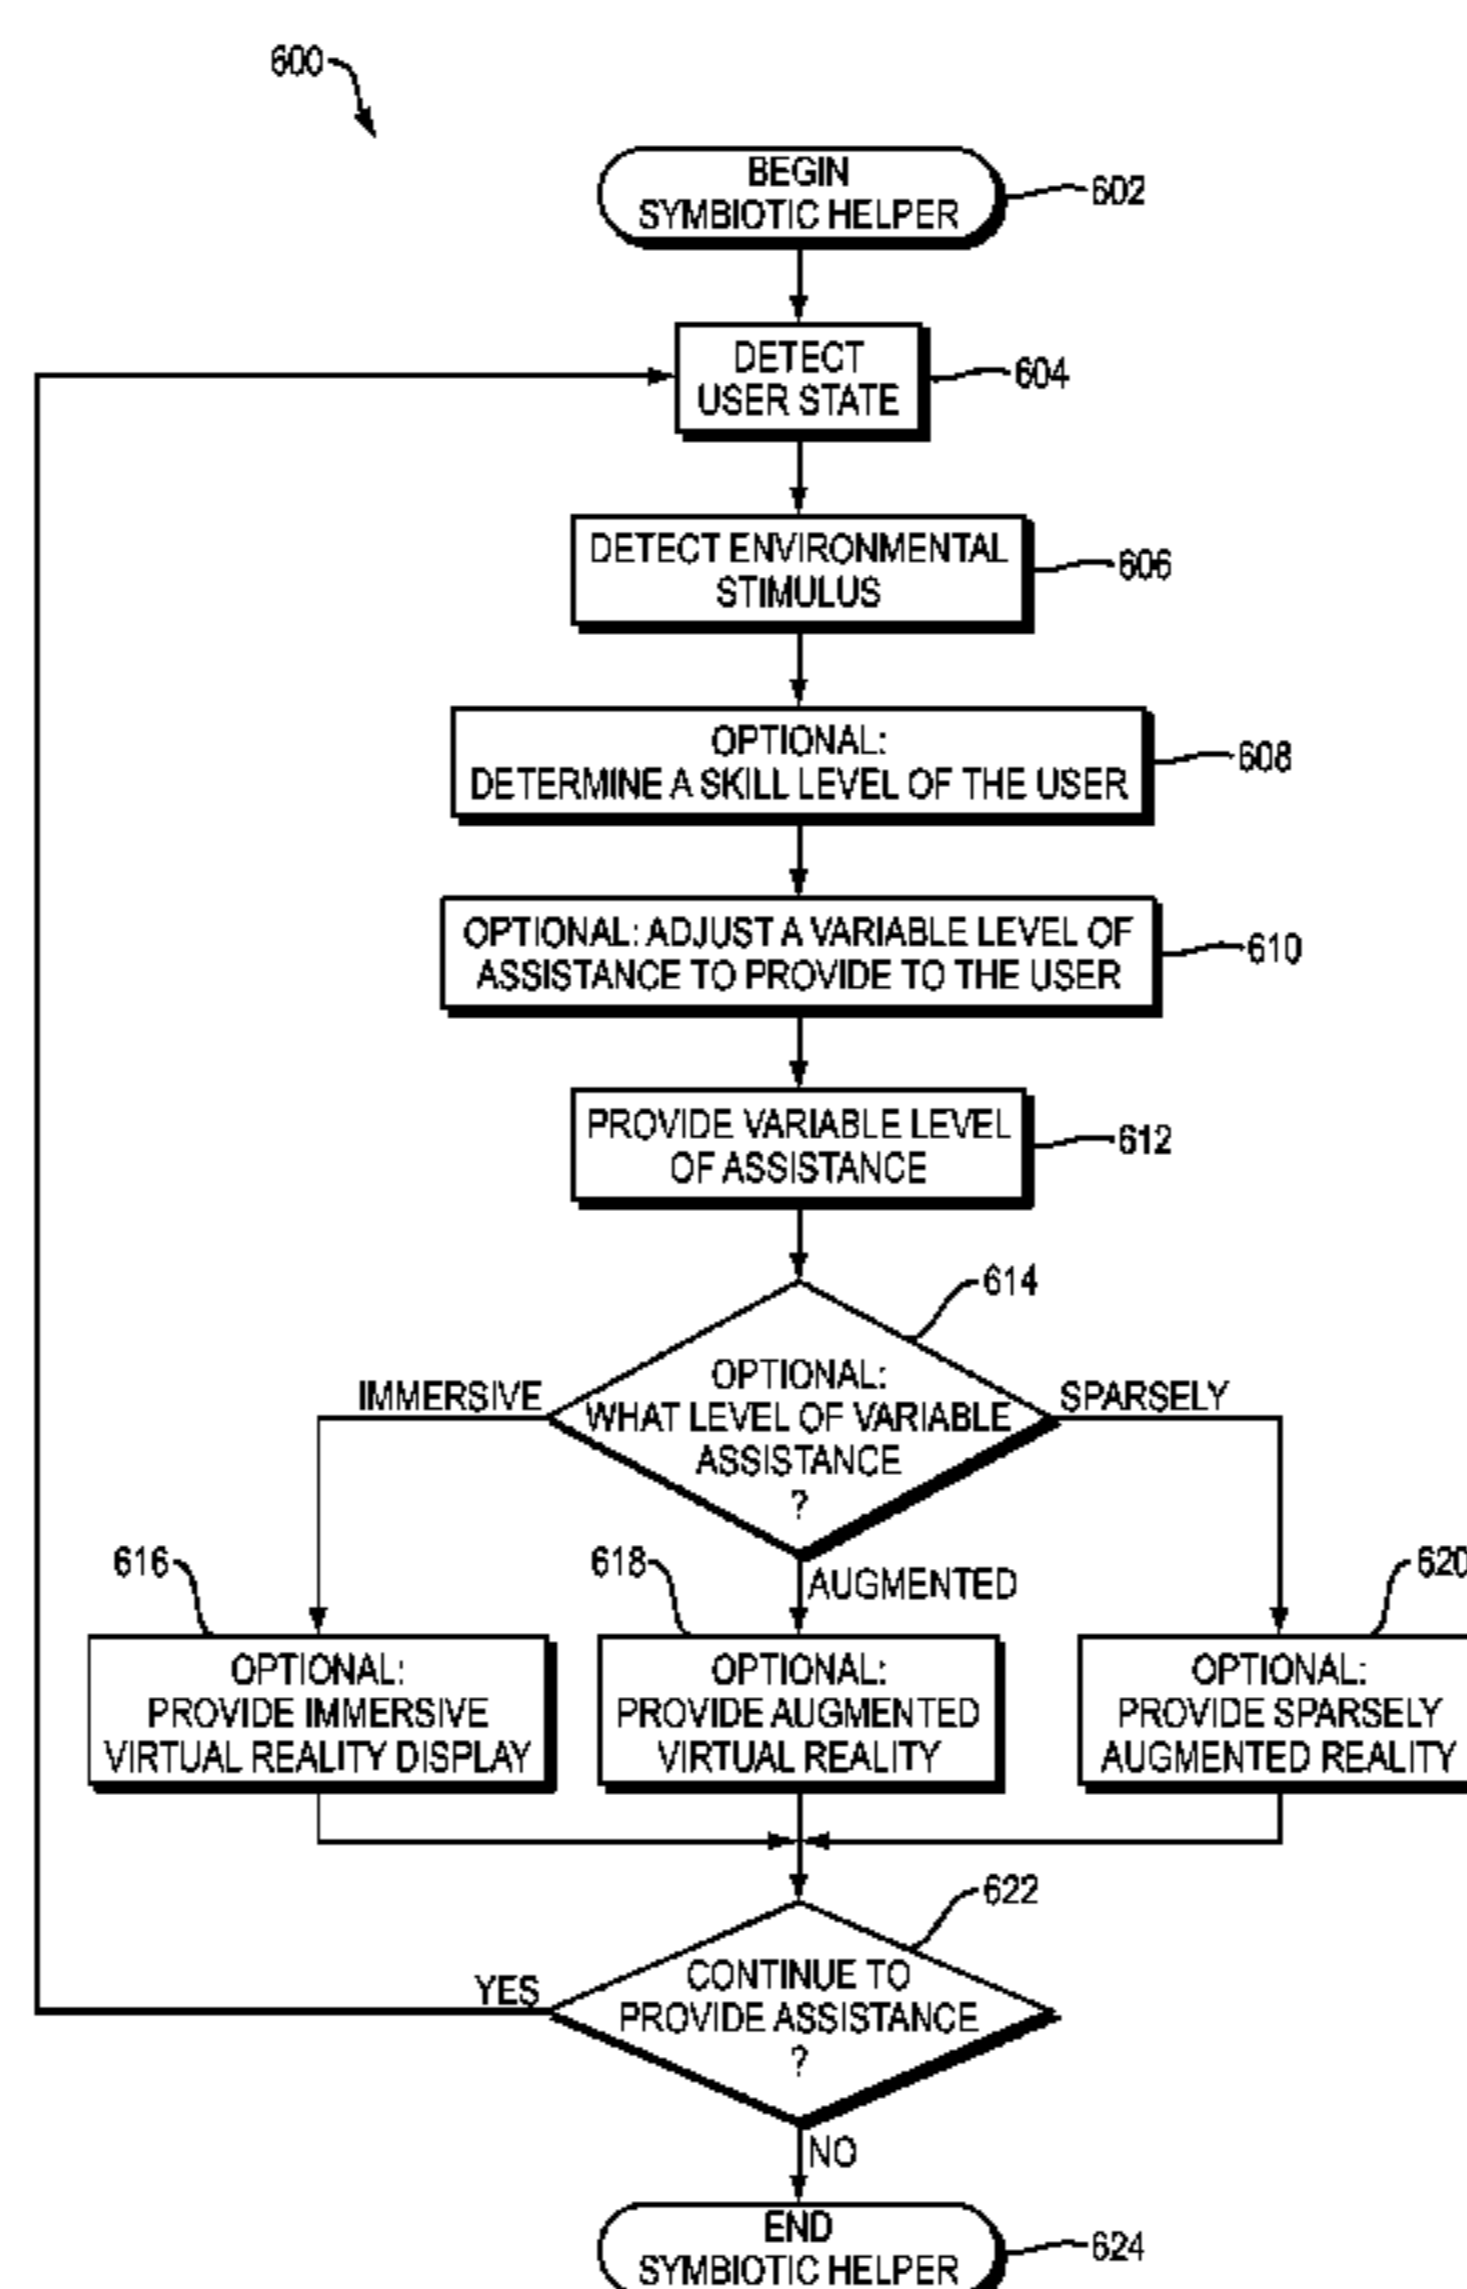 600
BEGIN
SYMBIOTIC HELPER
602
DETECT
USER STATE
604
DETECT ENVIRONMENTAL
STIMULUS
606
OPTIONAL:
DETERMINE A SKILL LEVEL OF THE USER
608
OPTIONAL: ADJUST A VARIABLE LEVEL OF
ASSISTANCE TO PROVIDE TO THE USER
610
PROVIDE VARIABLE LEVEL
OF ASSISTANCE
612
614
OPTIONAL:
WHAT LEVEL OF VARIABLE
ASSISTANCE
?
IMMERSIVE
SPARSELY
AUGMENTED
616
OPTIONAL:
PROVIDE IMMERSIVE
VIRTUAL REALITY DISPLAY
618
OPTIONAL:
PROVIDE AUGMENTED
VIRTUAL REALITY
620
OPTIONAL:
PROVIDE SPARSELY
AUGMENTED REALITY
622
CONTINUE TO
PROVIDE ASSISTANCE
?
YES
NO
END
SYMBIOTIC HELPER
624